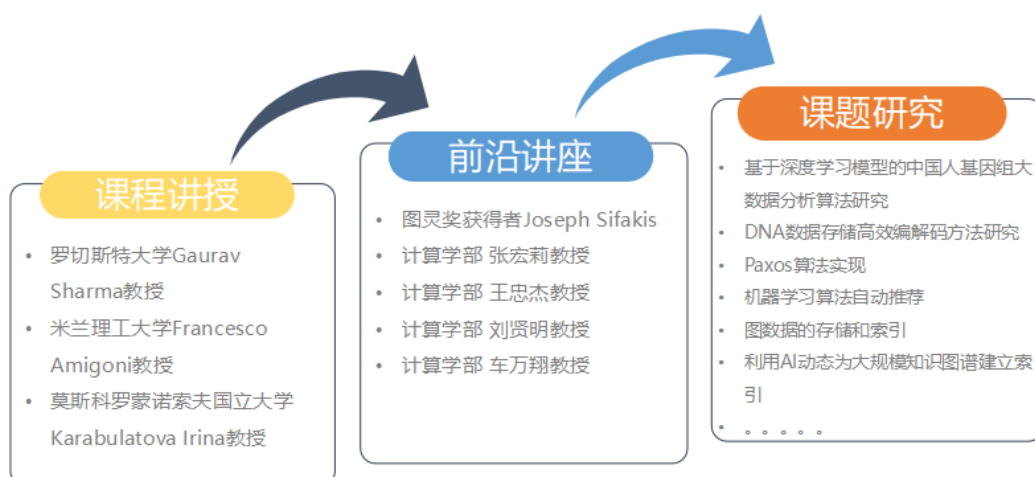 课程讲授
• 罗切斯特大学Gaurav
Sharma教授
• 米兰理工大学Francesco
Amigoni教授
• 莫斯科罗蒙诺索夫国立大学
Karabulatova Irina教授
前沿讲座
• 图灵奖获得者Joseph Sifakis
• 计算学部 张宏莉教授
• 计算学部 王忠杰教授
• 计算学部 刘贤明教授
• 计算学部 车万翔教授
课题研究
• 基于深度学习模型的中国人基因组大
数据分析算法研究
• DNA数据存储高效编解码方法研究
• Paxos算法实现
• 机器学习算法自动推荐
• 图数据的存储和索引
• 利用AI动态为大规模知识图谱建立索
引
• 。。。。。